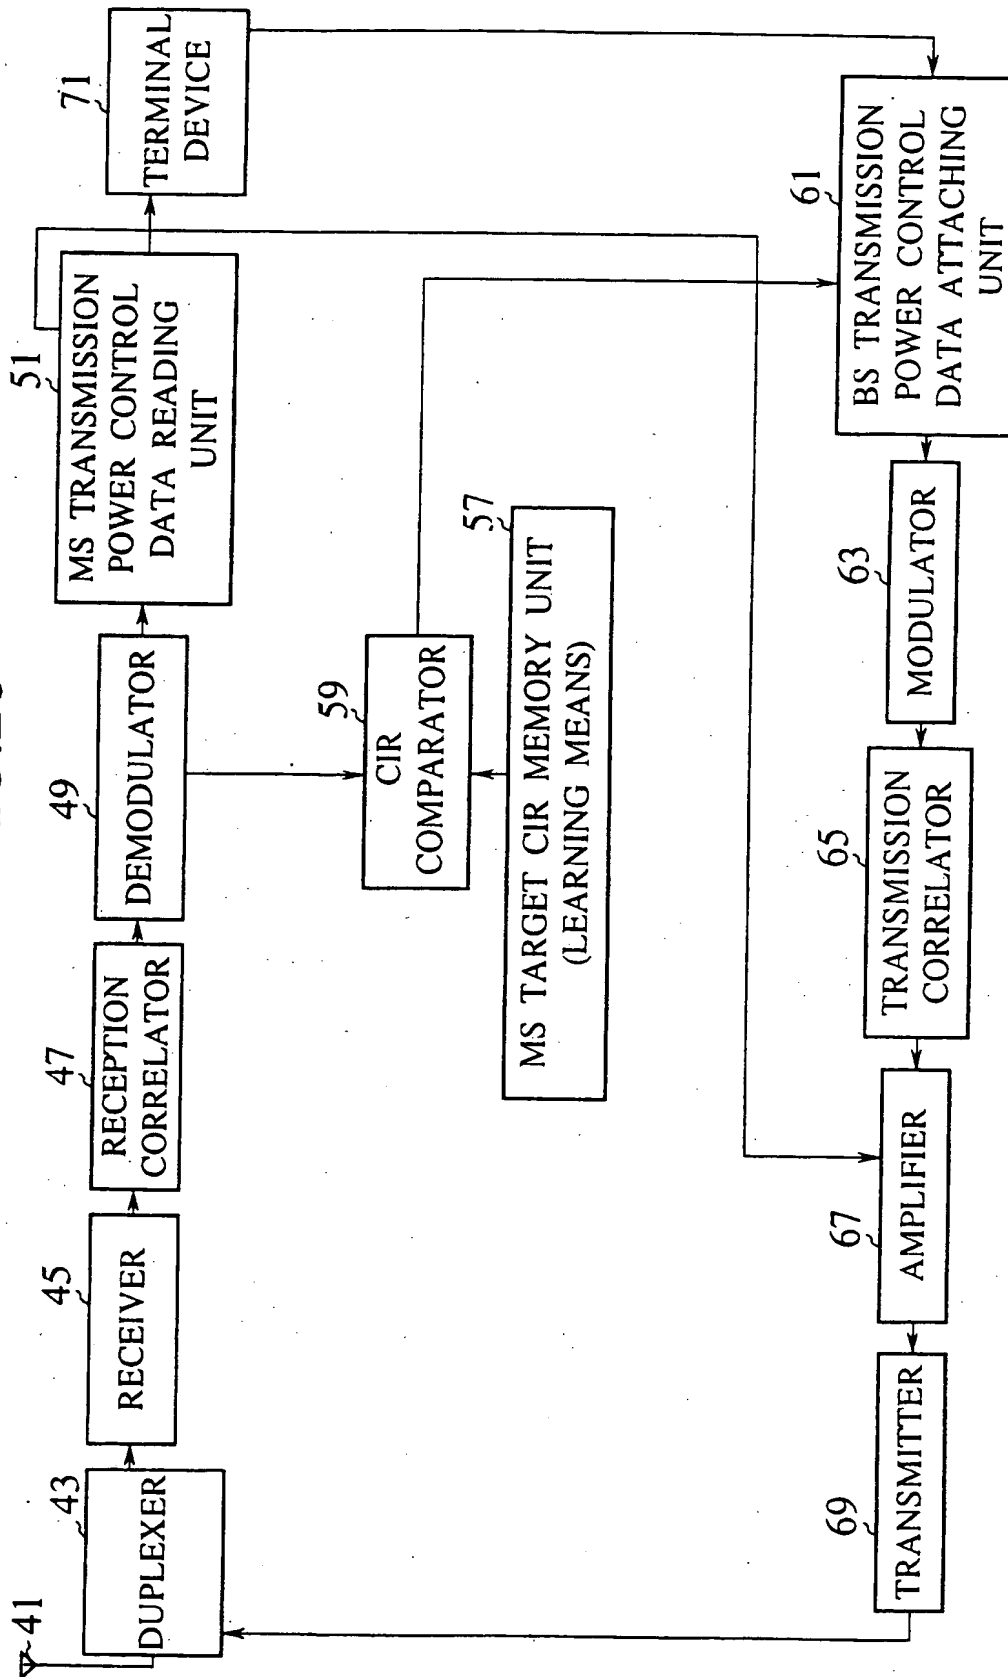 41
43
DUPLEXER
45
RECEIVER
47
RECEPTION
CORRELATOR
49
DEMODULATOR
51
MS TRANSMISSION
POWER CONTROL
DATA READING
UNIT
71
TERMINAL
DEVICE
59
CIR
COMPARATOR
57
MS TARGET CIR MEMORY UNIT
(LEARNING MEANS)
69
TRANSMITTER
67
AMPLIFIER
65
TRANSMISSION
CORRELATOR
63
MODULATOR
61
BS TRANSMISSION
POWER CONTROL
DATA ATTACHING
UNIT